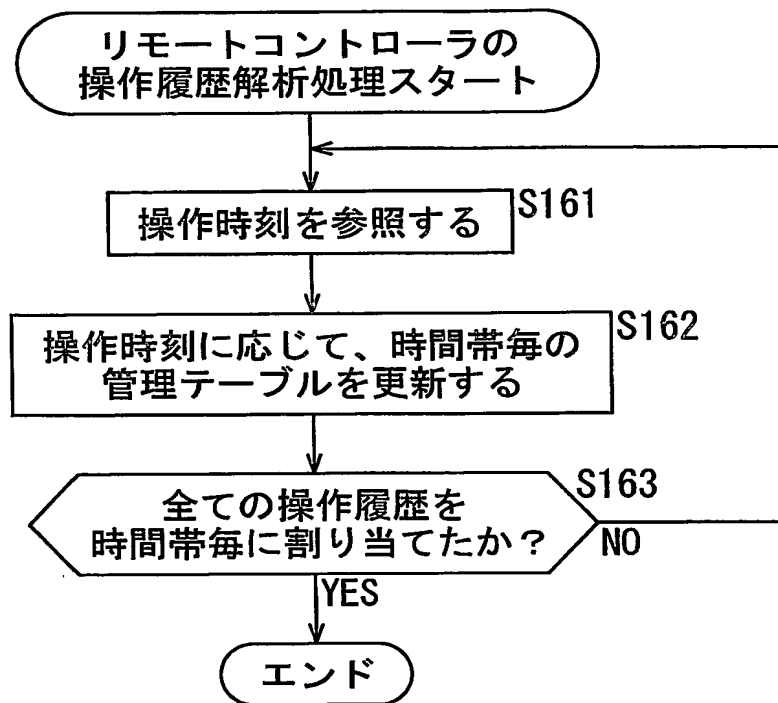 リモートコントローラの
操作履歴解析処理スタート
操作時刻を参照する
S161
操作時刻に応じて、時間帯毎の
管理テーブルを更新する
S162
全ての操作履歴を
時間帯毎に割り当てたか？
S163
NO
YES
エンド